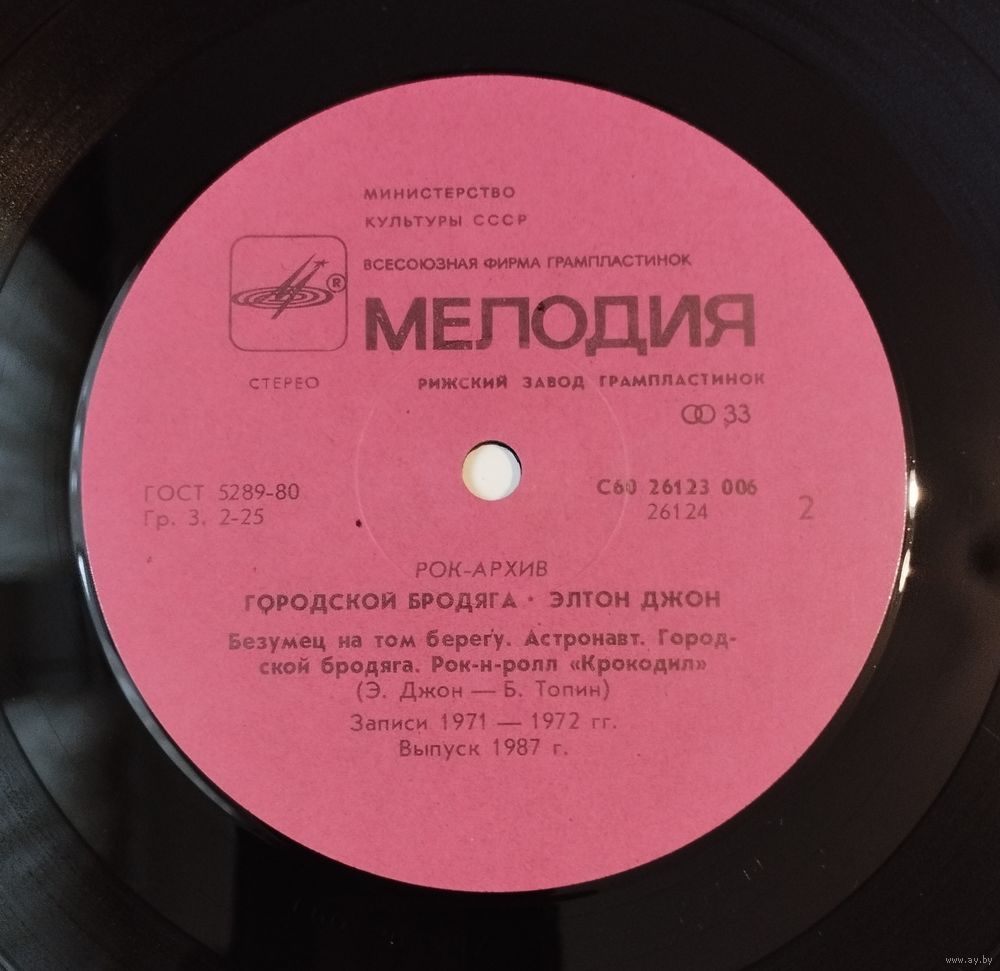 МИНИСТЕРСТВО
КУЛЬТУРЫ СССР
ВСЕСОЮЗНАЯ ФИРМА ГРАМПЛАСТИНОК
®
МЕЛОДИЯ
СТЕРЕО
РИЖСКИЙ ЗАВОД ГРАМПЛАСТИНОК
33
ГОСТ 5289-80
Гр. 3. 2-25
С60 26123 006
26124
2
РОК-АРХИВ
ГОРОДСКОЙ БРОДЯГА · ЭЛТОН ДЖОН
Безумец на том берегу. Астронавт. Город-
ской бродяга. Рок-н-ролл «Крокодил»
(Э. Джон — Б. Топин)
Записи 1971 — 1972 гг.
Выпуск 1987 г.
www.ay.by